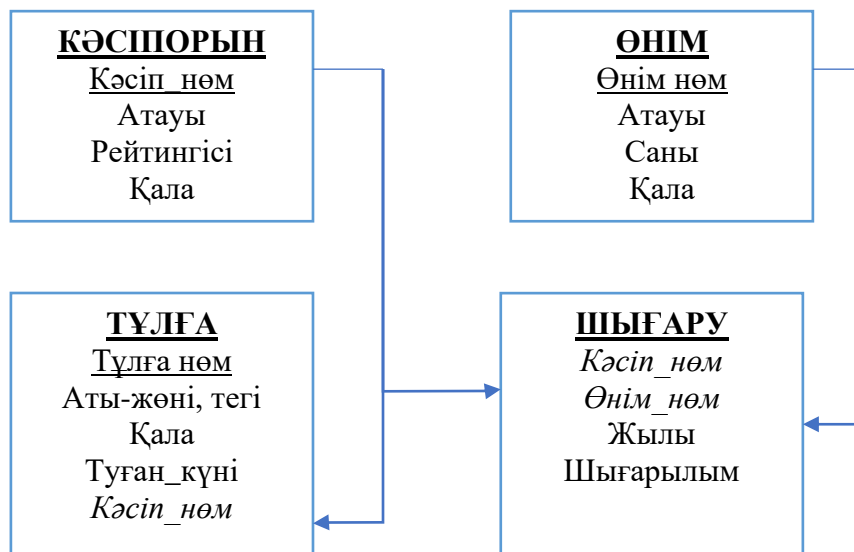 КӘСІПОРЫН
Кәсіп_нөм
Атауы
Рейтингісі
Қала
ӨНІМ
Өнім нөм
Атауы
Саны
Қала
ТҰЛҒА
Тұлға нөм
Аты-жөні, тегі
Қала
Туған_күні
Кәсіп_нөм
ШЫҒАРУ
Кәсіп_нөм
Өнім_нөм
Жылы
Шығарылым